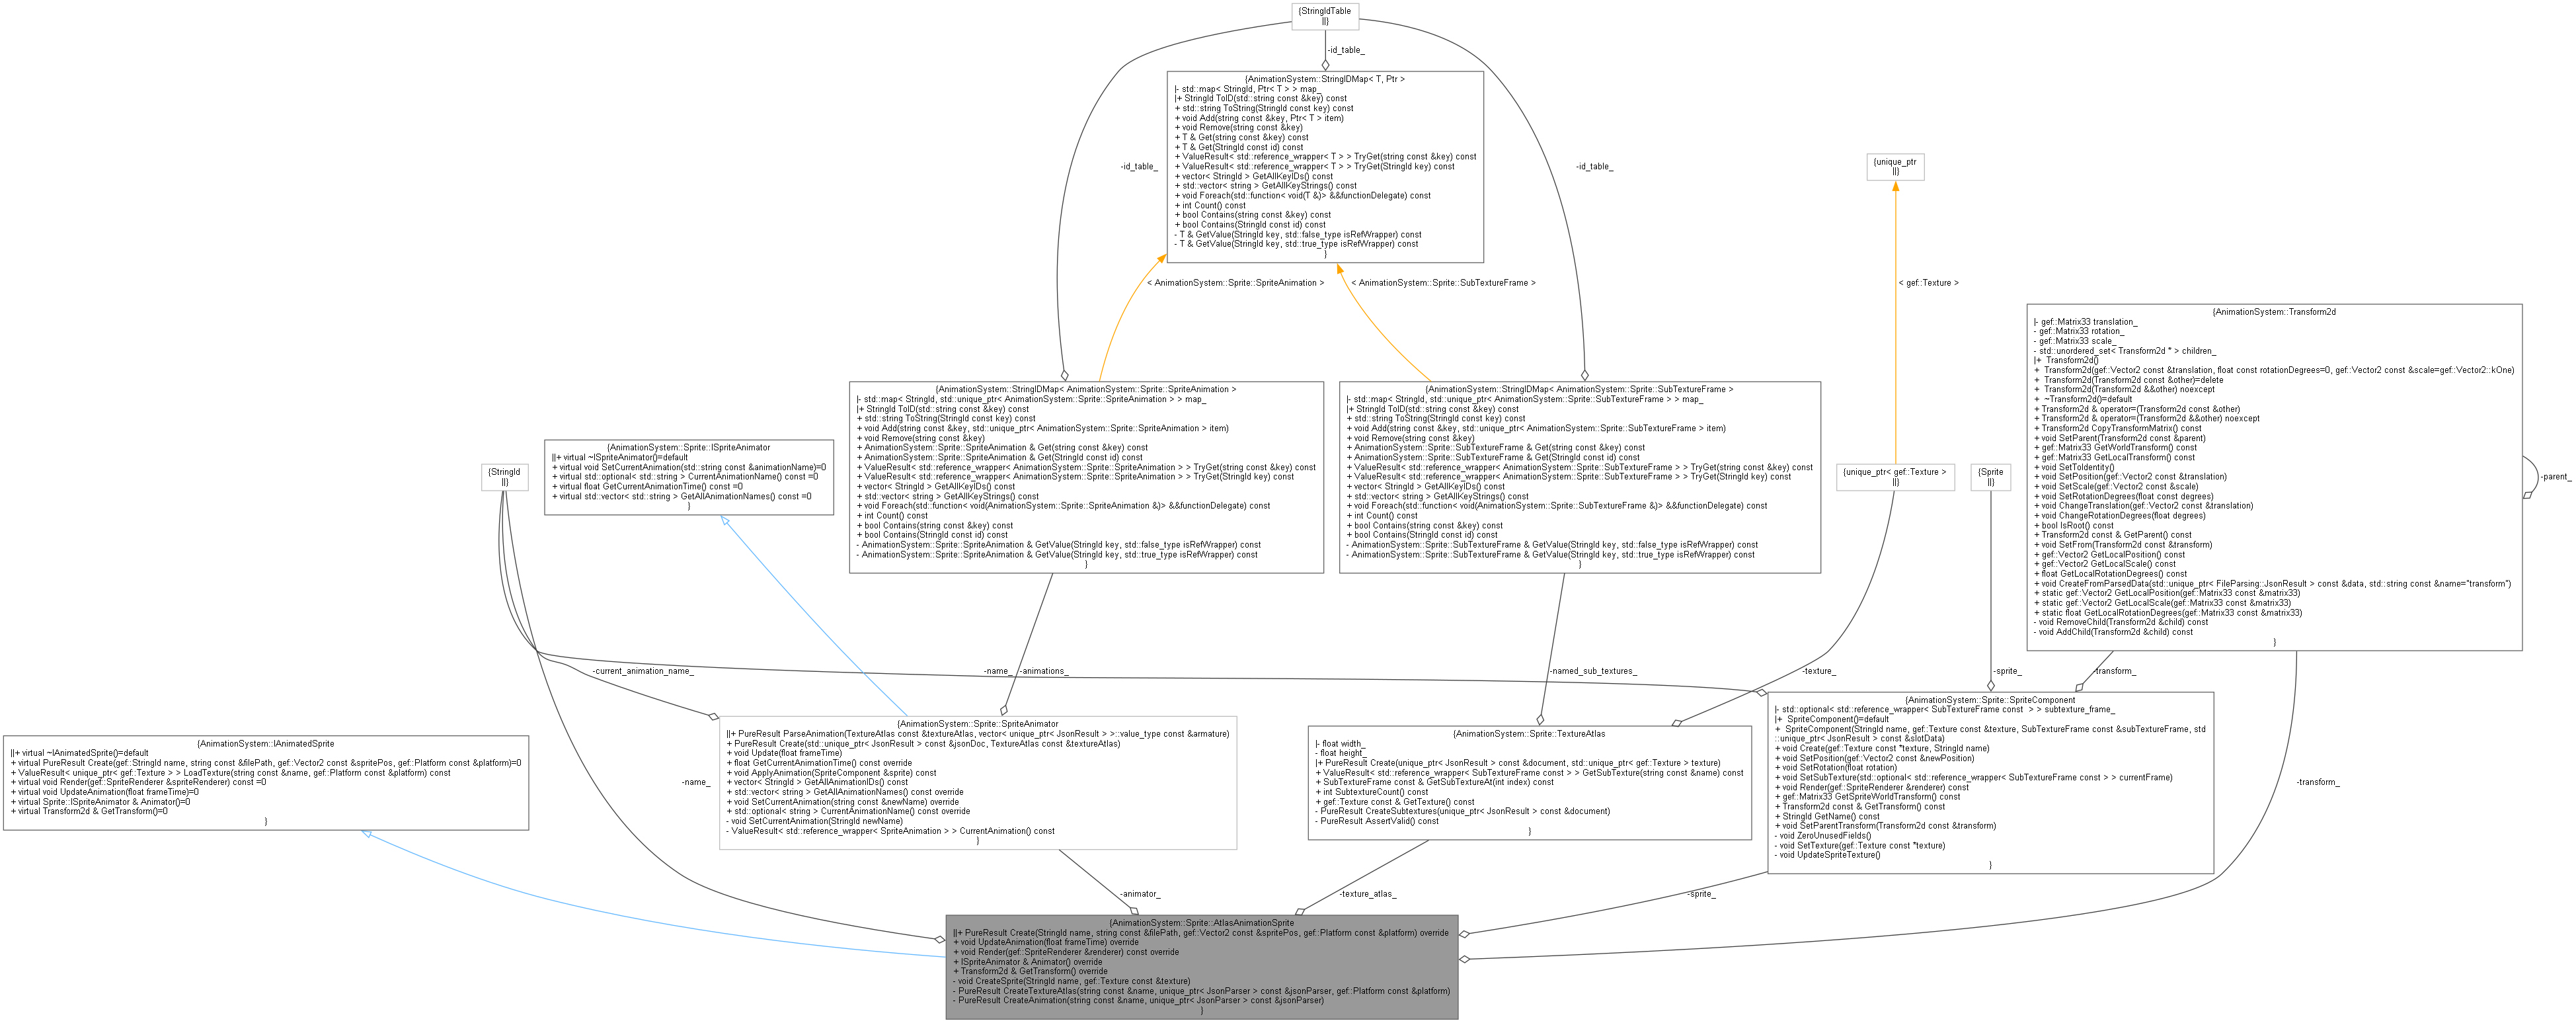 {StringIdTable
||}
-id_table_
{AnimationSystem::StringIDMap< T, Ptr >
|- std::map< StringId, Ptr< T > > map_
|+ StringId ToID(std::string const &key) const
+ std::string ToString(StringId const key) const
+ void Add(string const &key, Ptr< T > item)
+ void Remove(string const &key)
+ T & Get(string const &key) const
+ T & Get(StringId const id) const
+ ValueResult< std::reference_wrapper< T > > TryGet(string const &key) const
+ ValueResult< std::reference_wrapper< T > > TryGet(StringId key) const
+ vector< StringId > GetAllKeyIDs() const
+ std::vector< string > GetAllKeyStrings() const
+ void Foreach(std::function< void(T &)> &&functionDelegate) const
+ int Count() const
+ bool Contains(string const &key) const
+ bool Contains(StringId const id) const
- T & GetValue(StringId key, std::false_type isRefWrapper) const
- T & GetValue(StringId key, std::true_type isRefWrapper) const
}
-id_table_
-id_table_
{unique_ptr
||}
< AnimationSystem::Sprite::SpriteAnimation >
< AnimationSystem::Sprite::SubTextureFrame >
< gef::Texture >
{AnimationSystem::Transform2d
|- gef::Matrix33 translation_
- gef::Matrix33 rotation_
- gef::Matrix33 scale_
- std::unordered_set< Transform2d * > children_
|+  Transform2d()
+  Transform2d(gef::Vector2 const &translation, float const rotationDegrees=0, gef::Vector2 const &scale=gef::Vector2::kOne)
+  Transform2d(Transform2d const &other)=delete
+  Transform2d(Transform2d &&other) noexcept
+  ~Transform2d()=default
+ Transform2d & operator=(Transform2d const &other)
+ Transform2d & operator=(Transform2d &&other) noexcept
+ Transform2d CopyTransformMatrix() const
+ void SetParent(Transform2d const &parent)
+ gef::Matrix33 GetWorldTransform() const
+ gef::Matrix33 GetLocalTransform() const
+ void SetToIdentity()
+ void SetPosition(gef::Vector2 const &translation)
+ void SetScale(gef::Vector2 const &scale)
+ void SetRotationDegrees(float const degrees)
+ void ChangeTranslation(gef::Vector2 const &translation)
+ void ChangeRotationDegrees(float degrees)
+ bool IsRoot() const
+ Transform2d const & GetParent() const
+ void SetFrom(Transform2d const &transform)
+ gef::Vector2 GetLocalPosition() const
+ gef::Vector2 GetLocalScale() const
+ float GetLocalRotationDegrees() const
+ void CreateFromParsedData(std::unique_ptr< FileParsing::JsonResult > const &data, std::string const &name="transform")
+ static gef::Vector2 GetLocalPosition(gef::Matrix33 const &matrix33)
+ static gef::Vector2 GetLocalScale(gef::Matrix33 const &matrix33)
+ static float GetLocalRotationDegrees(gef::Matrix33 const &matrix33)
- void RemoveChild(Transform2d &child) const
- void AddChild(Transform2d &child) const
}
-parent_
{AnimationSystem::StringIDMap< AnimationSystem::Sprite::SpriteAnimation >
|- std::map< StringId, std::unique_ptr< AnimationSystem::Sprite::SpriteAnimation > > map_
|+ StringId ToID(std::string const &key) const
+ std::string ToString(StringId const key) const
+ void Add(string const &key, std::unique_ptr< AnimationSystem::Sprite::SpriteAnimation > item)
+ void Remove(string const &key)
+ AnimationSystem::Sprite::SpriteAnimation & Get(string const &key) const
+ AnimationSystem::Sprite::SpriteAnimation & Get(StringId const id) const
+ ValueResult< std::reference_wrapper< AnimationSystem::Sprite::SpriteAnimation > > TryGet(string const &key) const
+ ValueResult< std::reference_wrapper< AnimationSystem::Sprite::SpriteAnimation > > TryGet(StringId key) const
+ vector< StringId > GetAllKeyIDs() const
+ std::vector< string > GetAllKeyStrings() const
+ void Foreach(std::function< void(AnimationSystem::Sprite::SpriteAnimation &)> &&functionDelegate) const
+ int Count() const
+ bool Contains(string const &key) const
+ bool Contains(StringId const id) const
- AnimationSystem::Sprite::SpriteAnimation & GetValue(StringId key, std::false_type isRefWrapper) const
- AnimationSystem::Sprite::SpriteAnimation & GetValue(StringId key, std::true_type isRefWrapper) const
}
{AnimationSystem::StringIDMap< AnimationSystem::Sprite::SubTextureFrame >
|- std::map< StringId, std::unique_ptr< AnimationSystem::Sprite::SubTextureFrame > > map_
|+ StringId ToID(std::string const &key) const
+ std::string ToString(StringId const key) const
+ void Add(string const &key, std::unique_ptr< AnimationSystem::Sprite::SubTextureFrame > item)
+ void Remove(string const &key)
+ AnimationSystem::Sprite::SubTextureFrame & Get(string const &key) const
+ AnimationSystem::Sprite::SubTextureFrame & Get(StringId const id) const
+ ValueResult< std::reference_wrapper< AnimationSystem::Sprite::SubTextureFrame > > TryGet(string const &key) const
+ ValueResult< std::reference_wrapper< AnimationSystem::Sprite::SubTextureFrame > > TryGet(StringId key) const
+ vector< StringId > GetAllKeyIDs() const
+ std::vector< string > GetAllKeyStrings() const
+ void Foreach(std::function< void(AnimationSystem::Sprite::SubTextureFrame &)> &&functionDelegate) const
+ int Count() const
+ bool Contains(string const &key) const
+ bool Contains(StringId const id) const
- AnimationSystem::Sprite::SubTextureFrame & GetValue(StringId key, std::false_type isRefWrapper) const
- AnimationSystem::Sprite::SubTextureFrame & GetValue(StringId key, std::true_type isRefWrapper) const
}
{StringId
||}
{AnimationSystem::Sprite::ISpriteAnimator
||+ virtual ~ISpriteAnimator()=default
+ virtual void SetCurrentAnimation(std::string const &animationName)=0
+ virtual std::optional< std::string > CurrentAnimationName() const =0
+ virtual float GetCurrentAnimationTime() const =0
+ virtual std::vector< std::string > GetAllAnimationNames() const =0
}
{unique_ptr< gef::Texture >
||}
{Sprite
||}
-current_animation_name_
-name_
-animations_
-named_sub_textures_
-texture_
-sprite_
-transform_
{AnimationSystem::IAnimatedSprite
||+ virtual ~IAnimatedSprite()=default
+ virtual PureResult Create(gef::StringId name, string const &filePath, gef::Vector2 const &spritePos, gef::Platform const &platform)=0
+ ValueResult< unique_ptr< gef::Texture > > LoadTexture(string const &name, gef::Platform const &platform) const
+ virtual void Render(gef::SpriteRenderer &spriteRenderer) const =0
+ virtual void UpdateAnimation(float frameTime)=0
+ virtual Sprite::ISpriteAnimator & Animator()=0
+ virtual Transform2d & GetTransform()=0
}
-name_
{AnimationSystem::Sprite::SpriteAnimator
||+ PureResult ParseAnimation(TextureAtlas const &textureAtlas, vector< unique_ptr< JsonResult > >::value_type const &armature)
+ PureResult Create(std::unique_ptr< JsonResult > const &jsonDoc, TextureAtlas const &textureAtlas)
+ void Update(float frameTime)
+ float GetCurrentAnimationTime() const override
+ void ApplyAnimation(SpriteComponent &sprite) const
+ vector< StringId > GetAllAnimationIDs() const
+ std::vector< string > GetAllAnimationNames() const override
+ void SetCurrentAnimation(string const &newName) override
+ std::optional< string > CurrentAnimationName() const override
- void SetCurrentAnimation(StringId newName)
- ValueResult< std::reference_wrapper< SpriteAnimation > > CurrentAnimation() const
}
{AnimationSystem::Sprite::TextureAtlas
|- float width_
- float height_
|+ PureResult Create(unique_ptr< JsonResult > const &document, std::unique_ptr< gef::Texture > texture)
+ ValueResult< std::reference_wrapper< SubTextureFrame const > > GetSubTexture(string const &name) const
+ SubTextureFrame const & GetSubTextureAt(int index) const
+ int SubtextureCount() const
+ gef::Texture const & GetTexture() const
- PureResult CreateSubtextures(unique_ptr< JsonResult > const &document)
- PureResult AssertValid() const
}
{AnimationSystem::Sprite::SpriteComponent
|- std::optional< std::reference_wrapper< SubTextureFrame const  > > subtexture_frame_
|+  SpriteComponent()=default
+  SpriteComponent(StringId name, gef::Texture const &texture, SubTextureFrame const &subTextureFrame, std
::unique_ptr< JsonResult > const &slotData)
+ void Create(gef::Texture const *texture, StringId name)
+ void SetPosition(gef::Vector2 const &newPosition)
+ void SetRotation(float rotation)
+ void SetSubTexture(std::optional< std::reference_wrapper< SubTextureFrame const > > currentFrame)
+ void Render(gef::SpriteRenderer &renderer) const
+ gef::Matrix33 GetSpriteWorldTransform() const
+ Transform2d const & GetTransform() const
+ StringId GetName() const
+ void SetParentTransform(Transform2d const &transform)
- void ZeroUnusedFields()
- void SetTexture(gef::Texture const *texture)
- void UpdateSpriteTexture()
}
-transform_
-animator_
-texture_atlas_
-sprite_
{AnimationSystem::Sprite::AtlasAnimationSprite
||+ PureResult Create(StringId name, string const &filePath, gef::Vector2 const &spritePos, gef::Platform const &platform) override
+ void UpdateAnimation(float frameTime) override
+ void Render(gef::SpriteRenderer &renderer) const override
+ ISpriteAnimator & Animator() override
+ Transform2d & GetTransform() override
- void CreateSprite(StringId name, gef::Texture const &texture)
- PureResult CreateTextureAtlas(string const &name, unique_ptr< JsonParser > const &jsonParser, gef::Platform const &platform)
- PureResult CreateAnimation(string const &name, unique_ptr< JsonParser > const &jsonParser)
}